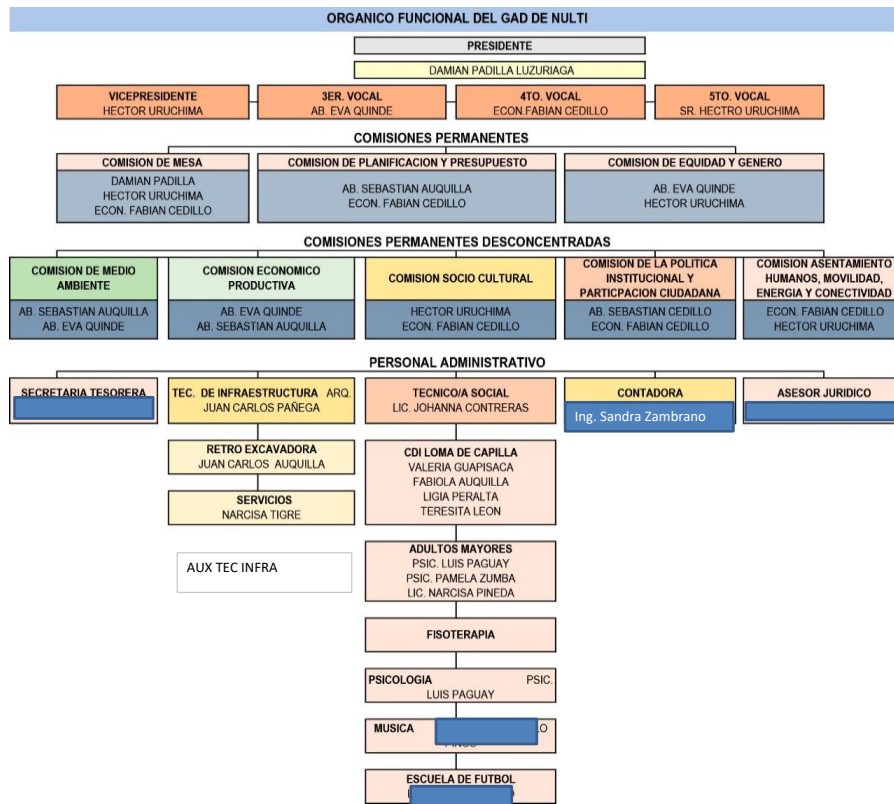 ORGANICO FUNCIONAL DEL GAD DE NULTI
PRESIDENTE
DAMIAN PADILLA LUZURIAGA
VICEPRESIDENTE
HECTOR URUCHIMA
3ER. VOCAL
AB. EVA QUINDE
4TO. VOCAL
ECON.FABIAN CEDILLO
5TO. VOCAL
SR. HECTRO URUCHIMA
COMISIONES PERMANENTES
COMISION DE MESA
DAMIAN PADILLA
HECTOR URUCHIMA
ECON. FABIAN CEDILLO
COMISION DE PLANIFICACION Y PRESUPUESTO
AB. SEBASTIAN AUQUILLA
ECON. FABIAN CEDILLO
COMISION DE EQUIDAD Y GENERO
AB. EVA QUINDE
HECTOR URUCHIMA
COMISIONES PERMANENTES DESCONCENTRADAS
COMISION DE MEDIO
AMBIENTE
AB. SEBASTIAN AUQUILLA
AB. EVA QUINDE
COMISION ECONOMICO
PRODUCTIVA
AB. EVA QUINDE
AB. SEBASTIAN AUQUILLA
COMISION SOCIO CULTURAL
HECTOR URUCHIMA
ECON. FABIAN CEDILLO
COMISION DE LA POLITICA
INSTITUCIONAL Y
PARTICPACION CIUDADANA
AB. SEBASTIAN CEDILLO
ECON. FABIAN CEDILLO
COMISION ASENTAMIENTO
HUMANOS, MOVILIDAD,
ENERGIA Y CONECTIVIDAD
ECON. FABIAN CEDILLO
HECTOR URUCHIMA
PERSONAL ADMINISTRATIVO
SECRETARIA TESORERA
TEC. DE INFRAESTRUCTURA ARQ.
JUAN CARLOS PAÑEGA
RETRO EXCAVADORA
JUAN CARLOS AUQUILLA
SERVICIOS
NARCISA TIGRE
AUX TEC INFRA
TECNICO/A SOCIAL
LIC. JOHANNA CONTRERAS
CDI LOMA DE CAPILLA
VALERIA GUAPISACA
FABIOLA AUQUILLA
LIGIA PERALTA
TERESITA LEON
ADULTOS MAYORES
PSIC. LUIS PAGUAY
PSIC. PAMELA ZUMBA
LIC. NARCISA PINEDA
FISOTERAPIA
PSICOLOGIA PSIC.
LUIS PAGUAY
MUSICA
ESCUELA DE FUTBOL
CONTADORA
Ing. Sandra Zambrano
ASESOR JURIDICO